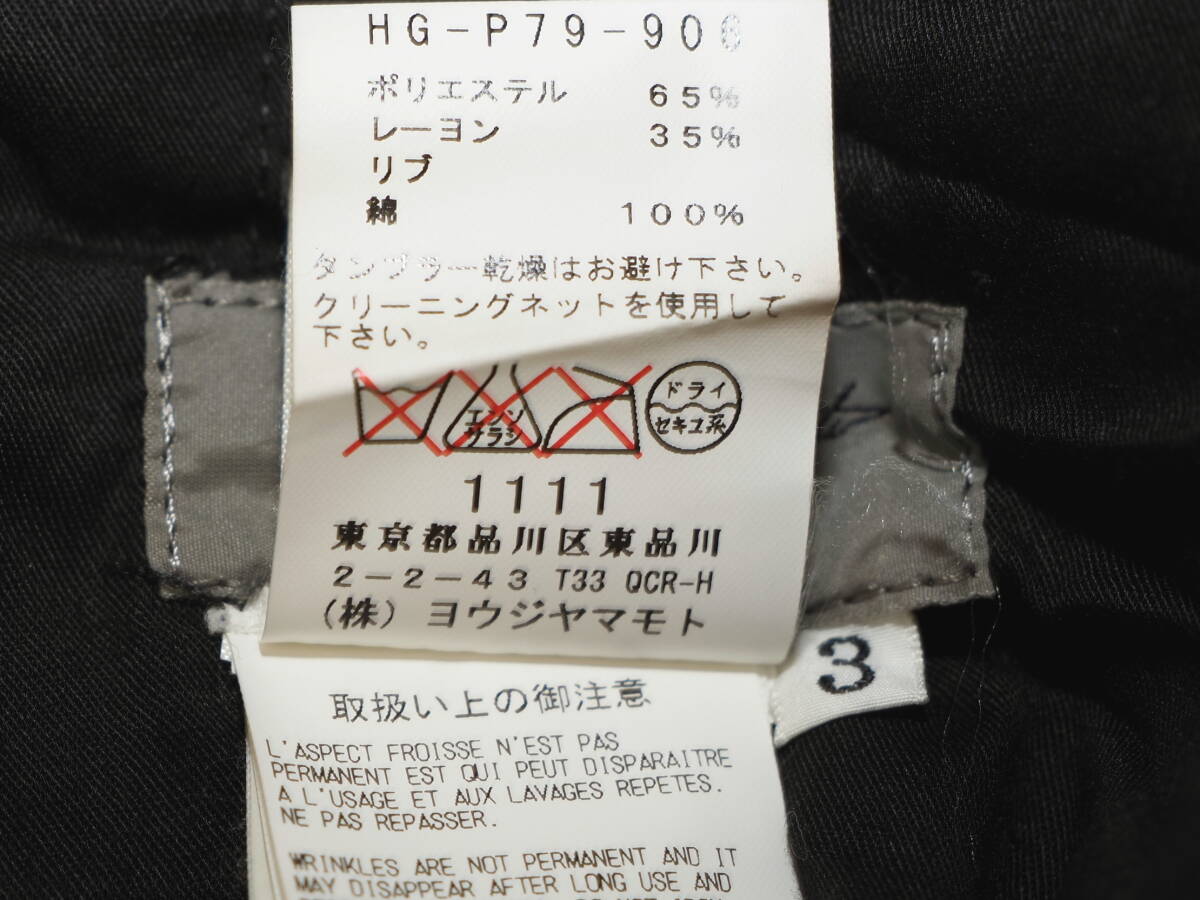 HG-P79-906
ポリエステル 65%
レーヨン 35%
リブ
綿 100%
タンブラー乾燥はお避け下さい。
クリーニングネットを使用して
下さい。
エンソ
サラシ
ドライ
セキユ系
1111
東京都品川区東品川
2-2-43 T33 QCR-H
(株)ヨウジヤマモト
3
取扱い上の御注意
L'ASPECT FROISSE N'EST PAS
PERMANENT EST QUI PEUT DISPARAITRE
A L'USAGE ET AUX LAVAGES REPETES.
NE PAS REPASSER.
WRINKLES ARE NOT PERMANENT AND IT
MAY DISAPPEAR AFTER LONG USE AND